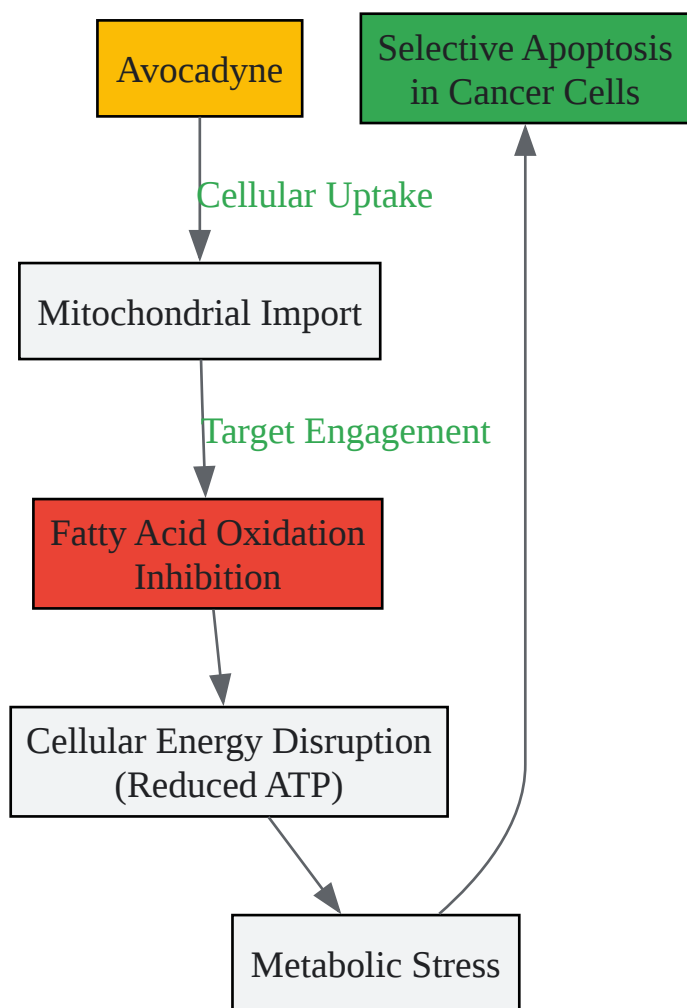 Avocadyne
Selective Apoptosis
in Cancer Cells
Cellular Uptake
Mitochondrial Import
Target Engagement
Fatty Acid Oxidation
Inhibition
Cellular Energy Disruption
(Reduced ATP)
Metabolic Stress